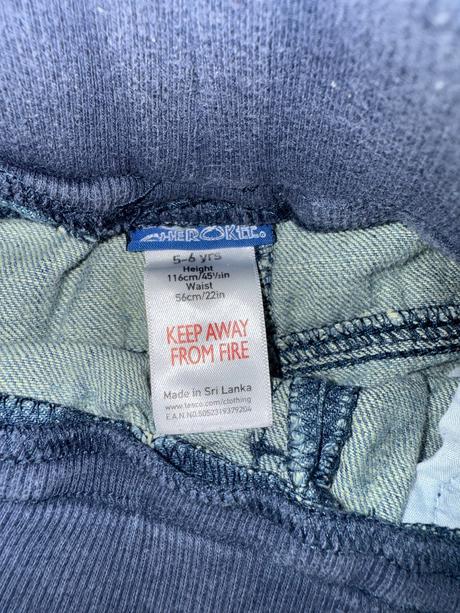 CHEROKEE.
5-6 yrs
Height
116cm/45½in
Waist
56cm/22in
KEEP AWAY
FROM FIRE
Made in Sri Lanka
www.tesco.com/clothing
E.A.N.NO.5052319379204